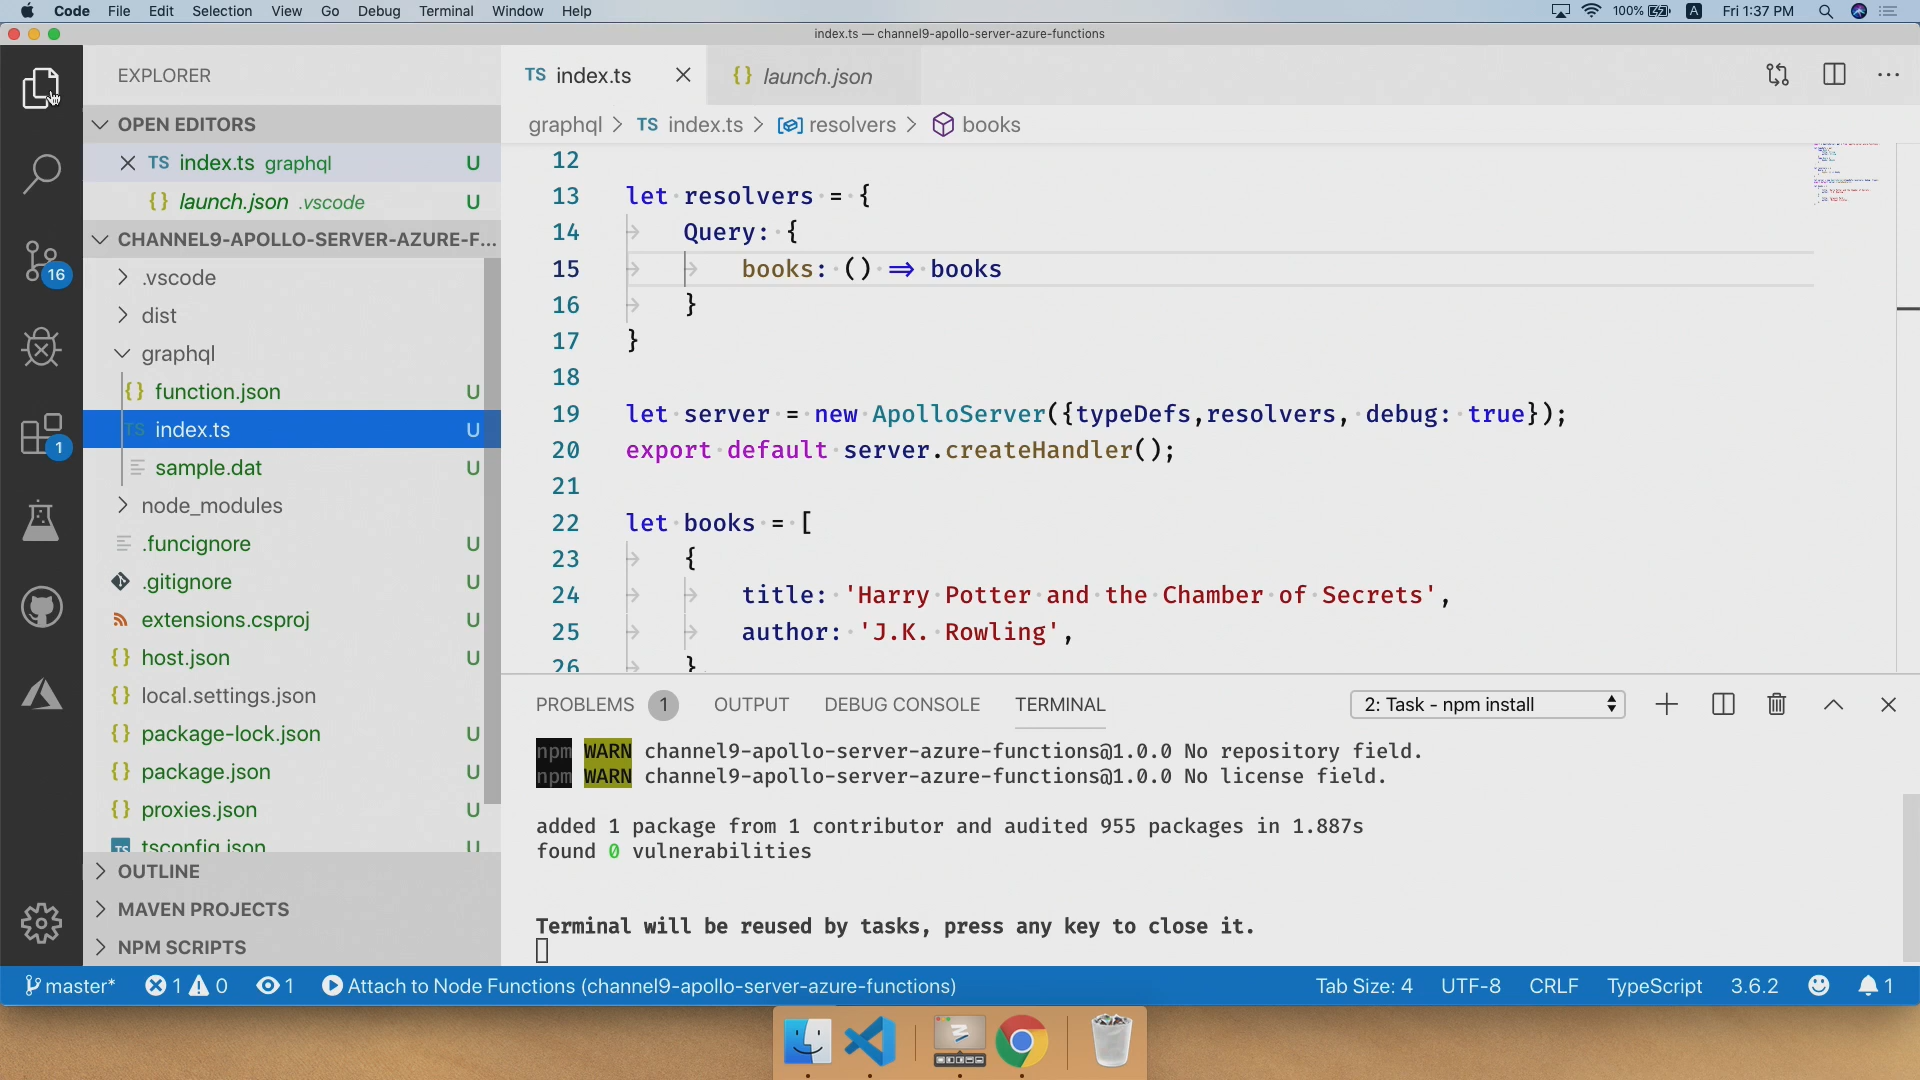 Code File Edit Selection View Go Debug Terminal Window Help 100% A Fri 1:37 PM
index.ts — channel9-apollo-server-azure-functions
EXPLORER
OPEN EDITORS
TS index.ts graphql U
{} launch.json .vscode U
CHANNEL9-APOLLO-SERVER-AZURE-F...
.vscode
dist
graphql
{} function.json U
TS index.ts U
sample.dat U
node_modules
.funcignore U
.gitignore U
extensions.csproj U
{} host.json U
{} local.settings.json
{} package-lock.json U
{} package.json U
{} proxies.json U
TS tsconfig.json U
OUTLINE
MAVEN PROJECTS
NPM SCRIPTS
16
1
TS index.ts
{} launch.json
graphql > TS index.ts > resolvers > books
12
13 let resolvers = {
14 Query: {
15 books: () => books
16 }
17 }
18
19 let server = new ApolloServer({typeDefs,resolvers, debug: true});
20 export default server.createHandler();
21
22 let books = [
23 {
24 title: 'Harry Potter and the Chamber of Secrets',
25 author: 'J.K. Rowling',
26 }
PROBLEMS 1 OUTPUT DEBUG CONSOLE TERMINAL 2: Task - npm install
npm WARN channel9-apollo-server-azure-functions@1.0.0 No repository field.
npm WARN channel9-apollo-server-azure-functions@1.0.0 No license field.
added 1 package from 1 contributor and audited 955 packages in 1.887s
found 0 vulnerabilities
Terminal will be reused by tasks, press any key to close it.
master* 1 0 1 Attach to Node Functions (channel9-apollo-server-azure-functions) Tab Size: 4 UTF-8 CRLF TypeScript 3.6.2 1